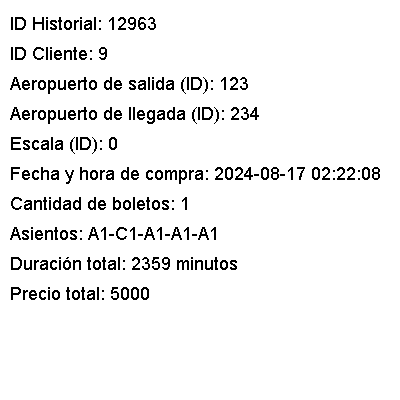 ID Historial: 12963
ID Cliente: 9
Aeropuerto de salida (ID): 123
Aeropuerto de llegada (ID): 234
Escala (ID): 0
Fecha y hora de compra: 2024-08-17 02:22:08
Cantidad de boletos: 1
Asientos: A1-C1-A1-A1-A1
Duración total: 2359 minutos
Precio total: 5000